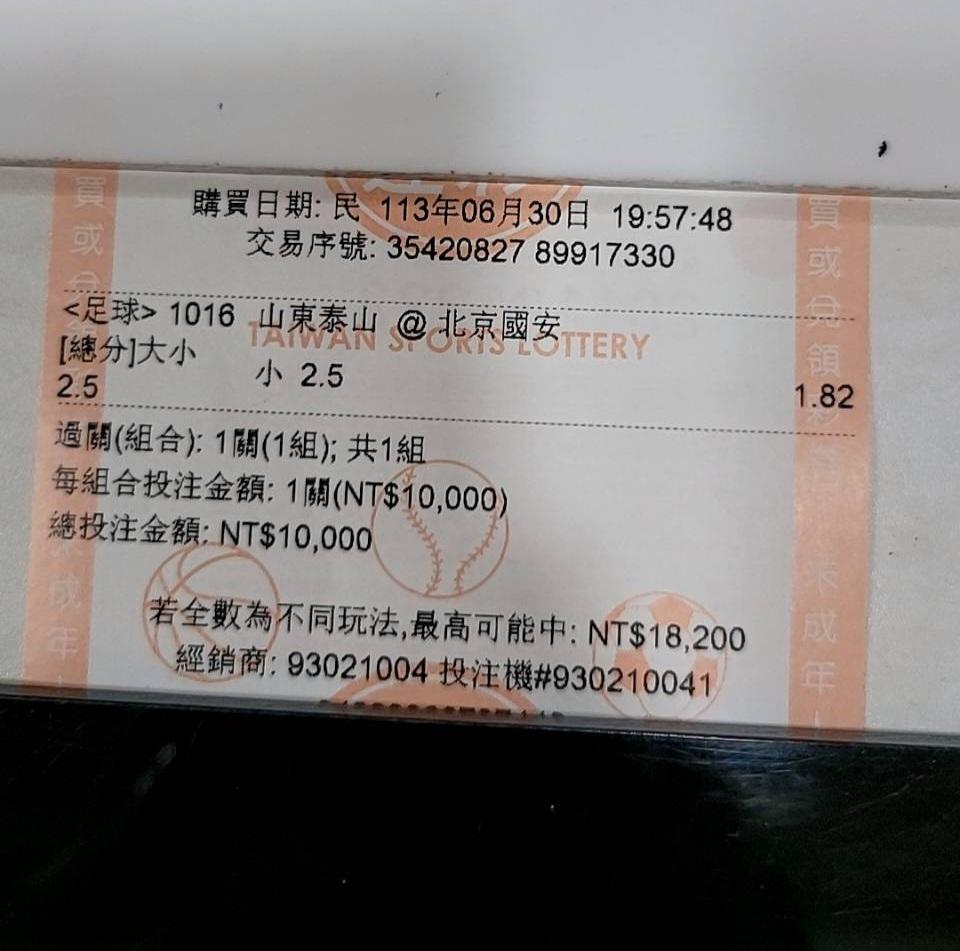 購買日期: 民 113年06月30日 19:57:48
交易序號: 35420827 89917330
<足球> 1016 山東泰山 @ 北京國安
TAIWAN SPORTS LOTTERY
[總分]大小
2.5
小 2.5
1.82
過關(組合): 1關(1組); 共1組
每組合投注金額: 1關(NT$10,000)
總投注金額: NT$10,000
若全數為不同玩法,最高可能中: NT$18,200
經銷商: 93021004 投注機#930210041
買或
成年
買或兌領
未成年